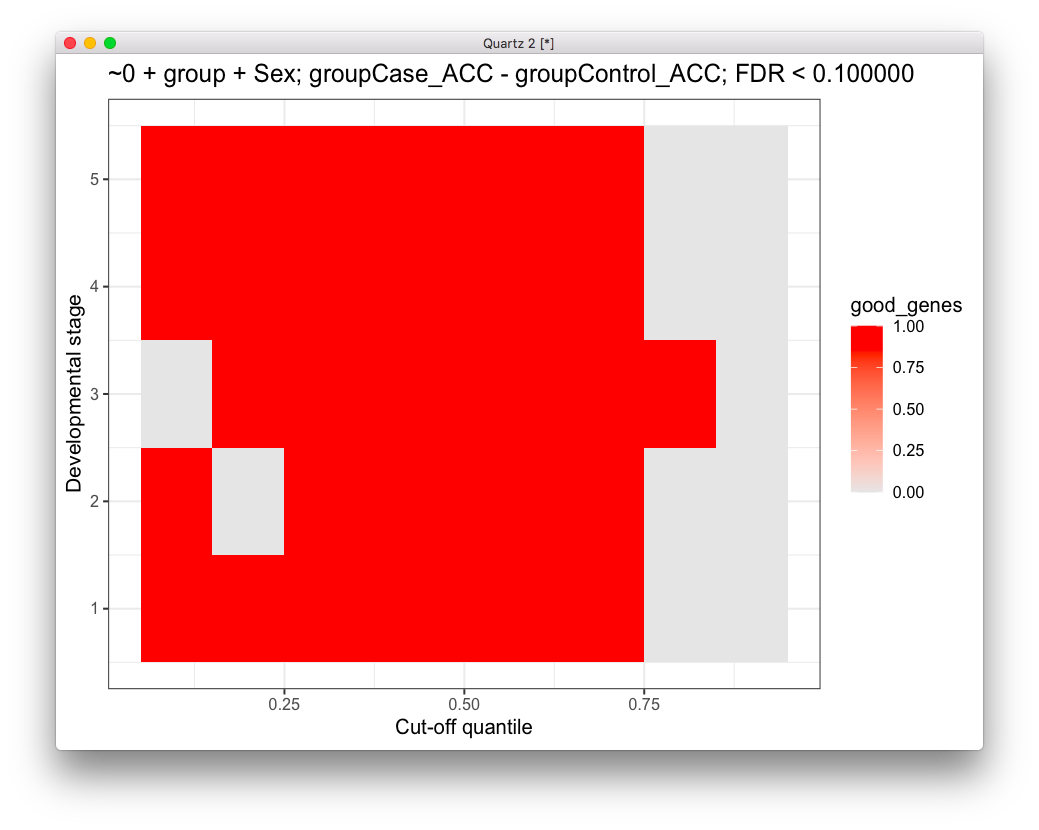 Quartz 2 [*]
~0 + group + Sex; groupCase_ACC - groupControl_ACC; FDR < 0.100000
Developmental stage
5
4
3
2
1
0.25
0.50
0.75
Cut-off quantile
good_genes
1.00
0.75
0.50
0.25
0.00